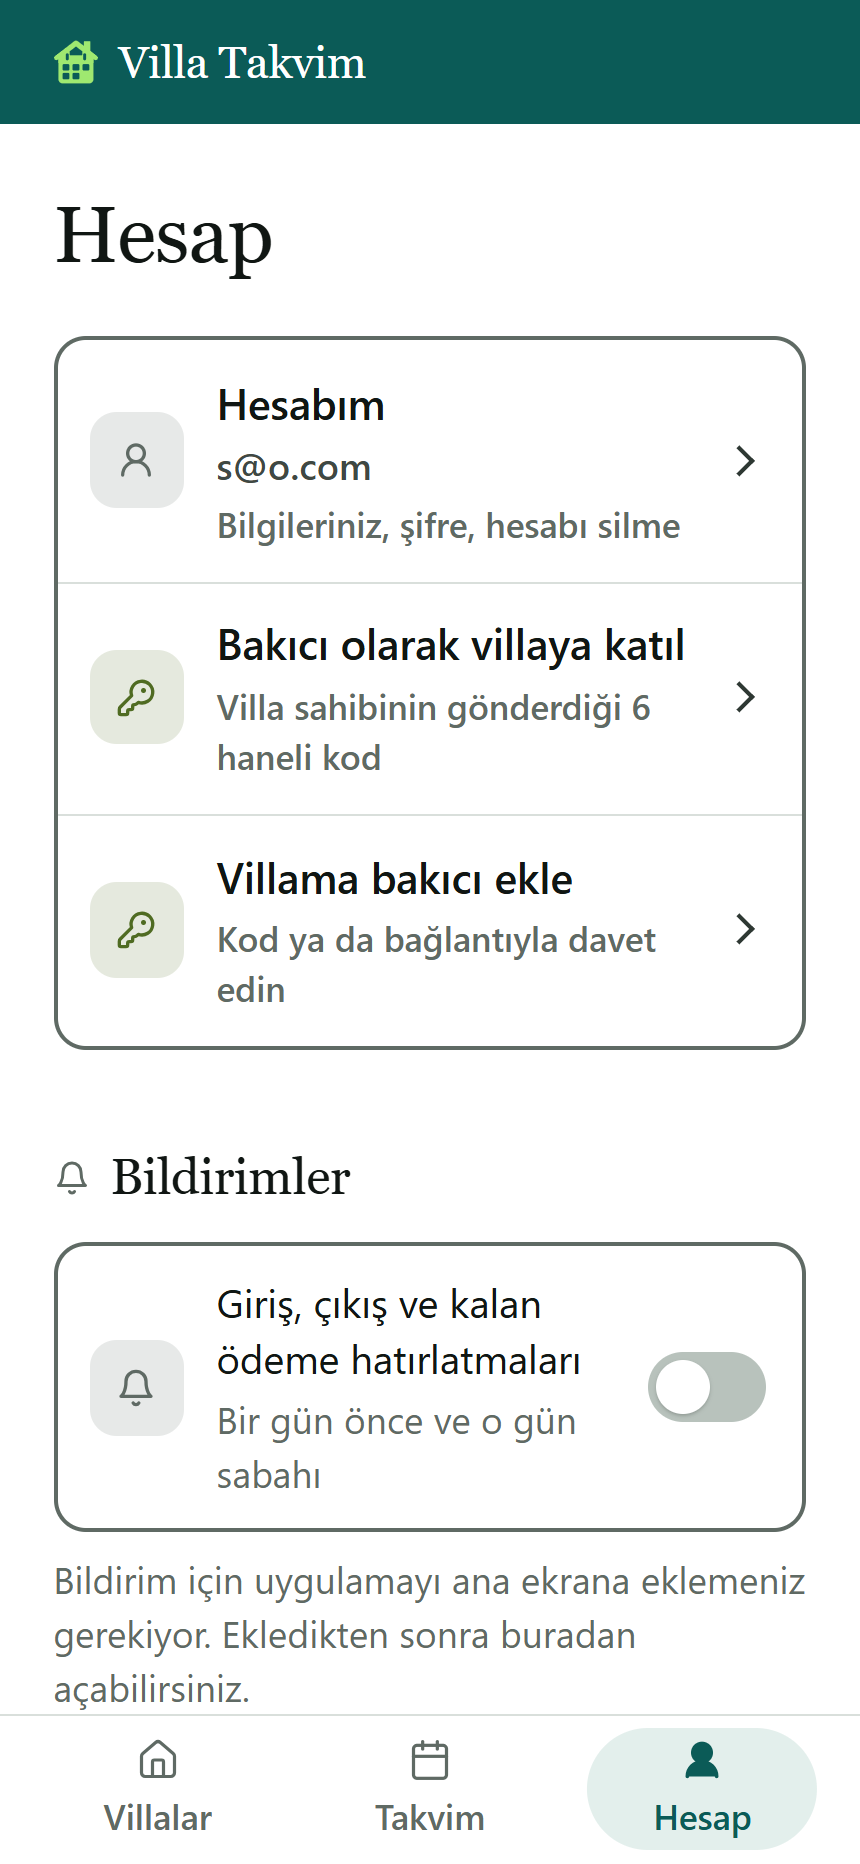 Villa Takvim
Hesap
Hesabım
s@o.com
Bilgileriniz, şifre, hesabı silme
Bakıcı olarak villaya katıl
Villa sahibinin gönderdiği 6
haneli kod
Villama bakıcı ekle
Kod ya da bağlantıyla davet
edin
Bildirimler
Giriş, çıkış ve kalan
ödeme hatırlatmaları
Bir gün önce ve o gün
sabahı
Bildirim için uygulamayı ana ekrana eklemeniz
gerekiyor. Ekledikten sonra buradan
açabilirsiniz.
Villalar
Takvim
Hesap